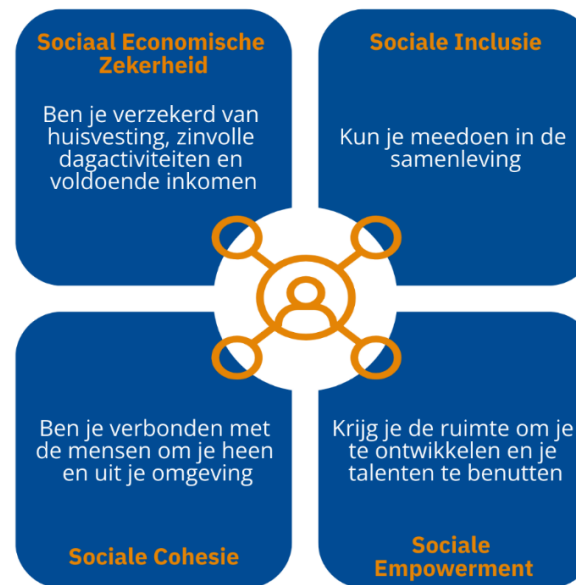 Sociaal Economische
Zekerheid
Ben je verzekerd van
huisvesting, zinvolle
dagactiviteiten en
voldoende inkomen
Sociale Inclusie
Kun je meedoen in de
samenleving
Ben je verbonden met
de mensen om je heen
en uit je omgeving
Sociale Cohesie
Krijg je de ruimte om je
te ontwikkelen en je
talenten te benutten
Sociale
Empowerment